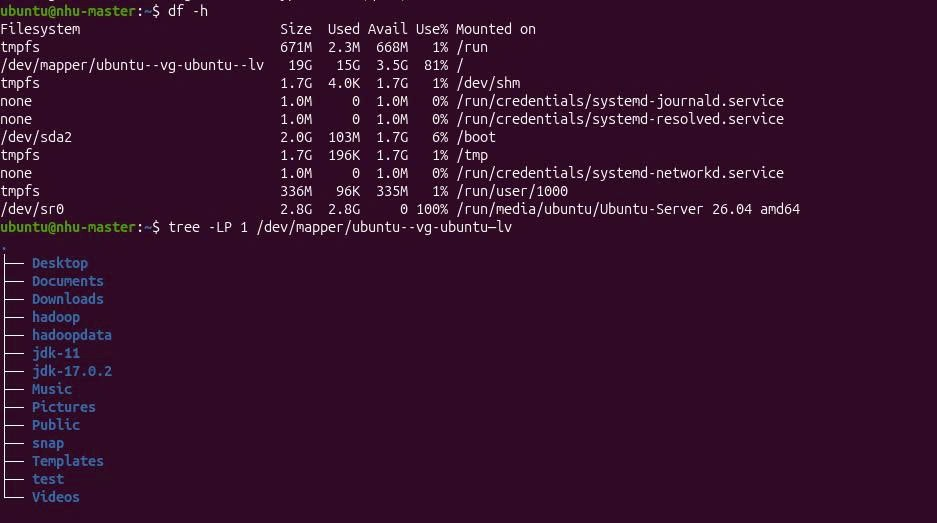 ubuntu@nhu-master:~$ df -h
Filesystem                         Size  Used Avail Use% Mounted on
tmpfs                              671M  2.3M  668M   1% /run
/dev/mapper/ubuntu--vg-ubuntu--lv   19G   15G  3.5G  81% /
tmpfs                              1.7G  4.0K  1.7G   1% /dev/shm
none                               1.0M     0  1.0M   0% /run/credentials/systemd-journald.service
none                               1.0M     0  1.0M   0% /run/credentials/systemd-resolved.service
/dev/sda2                          2.0G  103M  1.7G   6% /boot
tmpfs                              1.7G  196K  1.7G   1% /tmp
none                               1.0M     0  1.0M   0% /run/credentials/systemd-networkd.service
tmpfs                              336M   96K  335M   1% /run/user/1000
/dev/sr0                           2.8G  2.8G     0 100% /run/media/ubuntu/Ubuntu-Server 26.04 amd64
ubuntu@nhu-master:~$ tree -LP 1 /dev/mapper/ubuntu--vg-ubuntu—lv
.
├── Desktop
├── Documents
├── Downloads
├── hadoop
├── hadoopdata
├── jdk-11
├── jdk-17.0.2
├── Music
├── Pictures
├── Public
├── snap
├── Templates
├── test
└── Videos